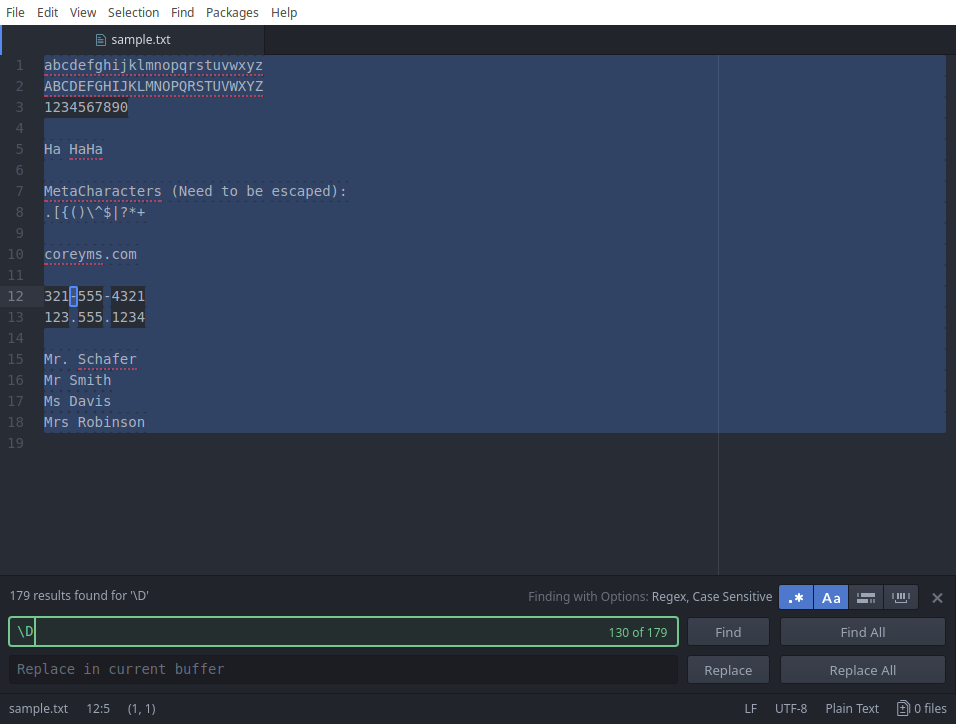 File Edit View Selection Find Packages Help
sample.txt
1 abcdefghijklmnopqrstuvwxyz
2 ABCDEFGHIJKLMNOPQRSTUVWXYZ
3 1234567890
4
5 Ha HaHa
6
7 MetaCharacters (Need to be escaped):
8 .[{()\^$|?*+
9
10 coreyms.com
11
12 321-555-4321
13 123.555.1234
14
15 Mr. Schafer
16 Mr Smith
17 Ms Davis
18 Mrs Robinson
19
179 results found for '\D' Finding with Options: Regex, Case Sensitive .* Aa
\D 130 of 179 Find Find All
Replace in current buffer Replace Replace All
sample.txt 12:5 (1, 1) LF UTF-8 Plain Text 0 files